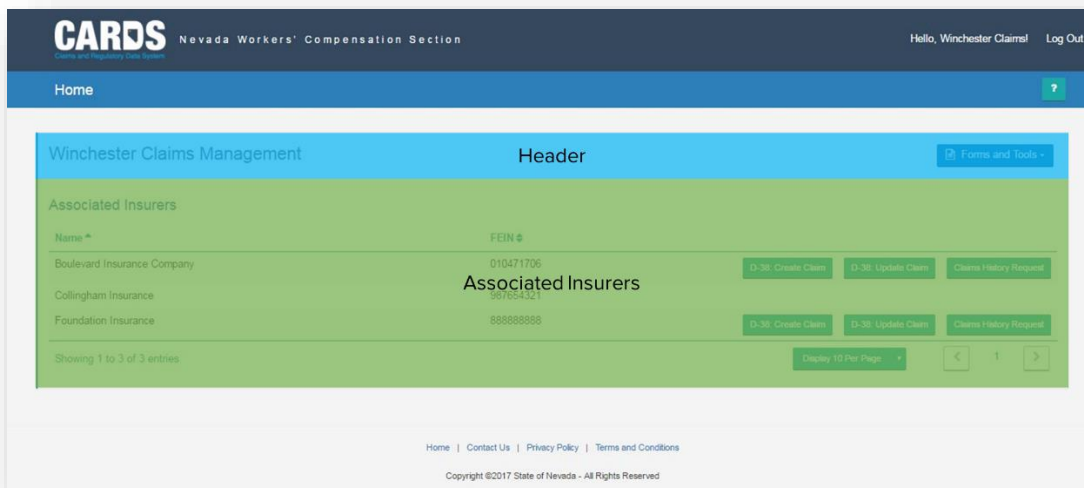 CARDS Nevada Workers' Compensation Section Hello, Winchester Claims! Log Out
Claims and Regulatory Data System
Home ?
Winchester Claims Management Header Forms and Tools
Associated Insurers
Name FEIN
Boulevard Insurance Company 010471706 D-38: Create Claim D-38: Update Claim Claims History Request
Associated Insurers
Collingham Insurance 987654321
Foundation Insurance 888888888 D-38: Create Claim D-38: Update Claim Claims History Request
Showing 1 to 3 of 3 entries Display 10 Per Page < 1 >
Home | Contact Us | Privacy Policy | Terms and Conditions
Copyright ©2017 State of Nevada - All Rights Reserved